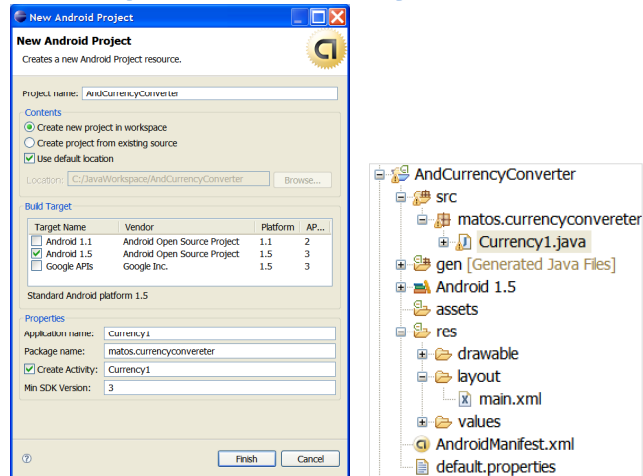 New Android Project
New Android Project
Creates a new Android Project resource.
Project name: AndCurrencyConverter
Contents
Create new project in workspace
Create project from existing source
Use default location
Location: C:/JavaWorkspace/AndCurrencyConverter Browse...
Build Target
Target Name Vendor Platform AP...
Android 1.1 Android Open Source Project 1.1 2
Android 1.5 Android Open Source Project 1.5 3
Google APIs Google Inc. 1.5 3
Standard Android platform 1.5
Properties
Application name: Currency1
Package name: matos.currencyconvereter
Create Activity: Currency1
Min SDK Version: 3
Finish Cancel
AndCurrencyConverter
src
matos.currencyconvereter
Currency1.java
gen [Generated Java Files]
Android 1.5
assets
res
drawable
layout
main.xml
values
AndroidManifest.xml
default.properties